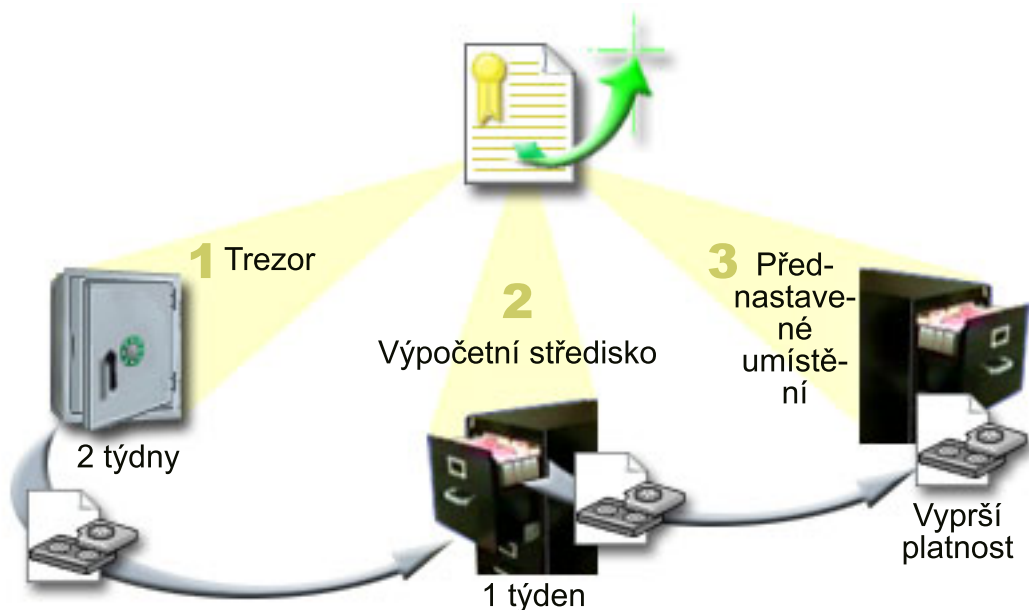 1 Trezor
2 týdny
2
Výpočetní středisko
1 týden
3 Před-
nastave-
né
umístě-
ní
Vyprší
platnost